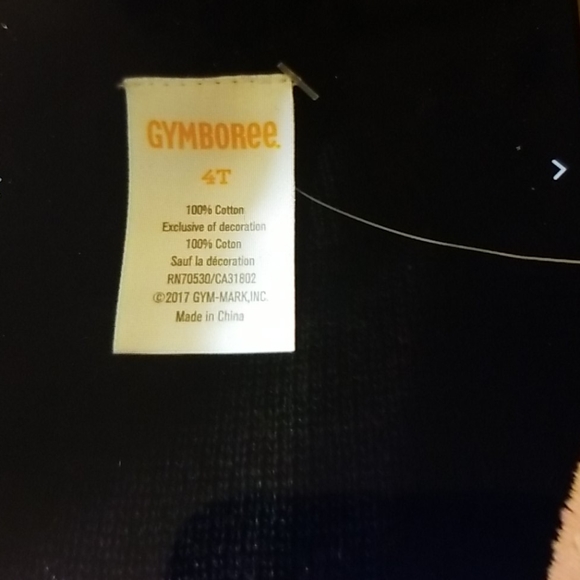 GYMBOREE
4T
100% Cotton
Exclusive of decoration
100% Coton
Sauf la décoration
RN70530/CA31802
©2017 GYM-MARK,INC.
Made in China